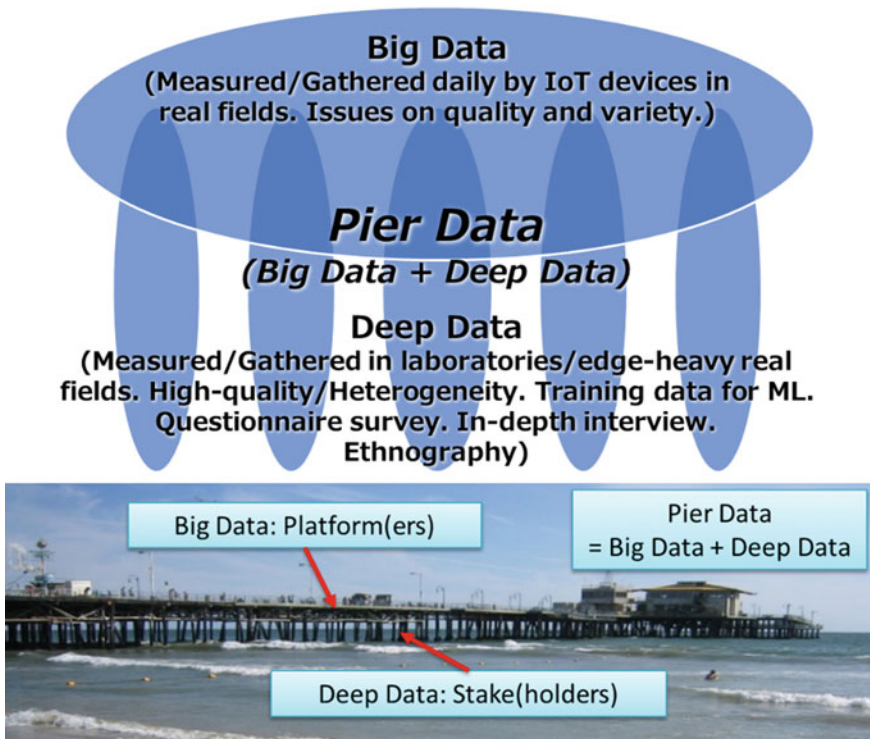 Big Data
(Measured/Gathered daily by IoT devices in
real fields. Issues on quality and variety.)
Pier Data
(Big Data + Deep Data)
Deep Data
(Measured/Gathered in laboratories/edge-heavy real
fields. High-quality/Heterogeneity. Training data for ML.
Questionnaire survey. In-depth interview.
Ethnography)
Big Data: Platform(ers)
Pier Data
= Big Data + Deep Data
Deep Data: Stake(holders)